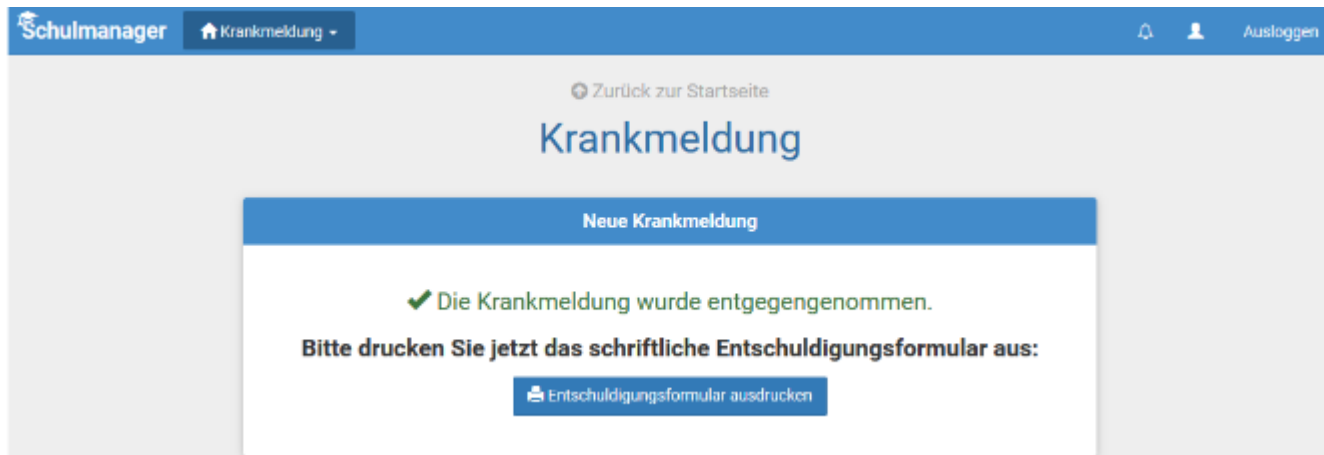 Schulmanager Krankmeldung Ausloggen
Zurück zur Startseite
Krankmeldung
Neue Krankmeldung
Die Krankmeldung wurde entgegengenommen.
Bitte drucken Sie jetzt das schriftliche Entschuldigungsformular aus:
Entschuldigungsformular ausdrucken